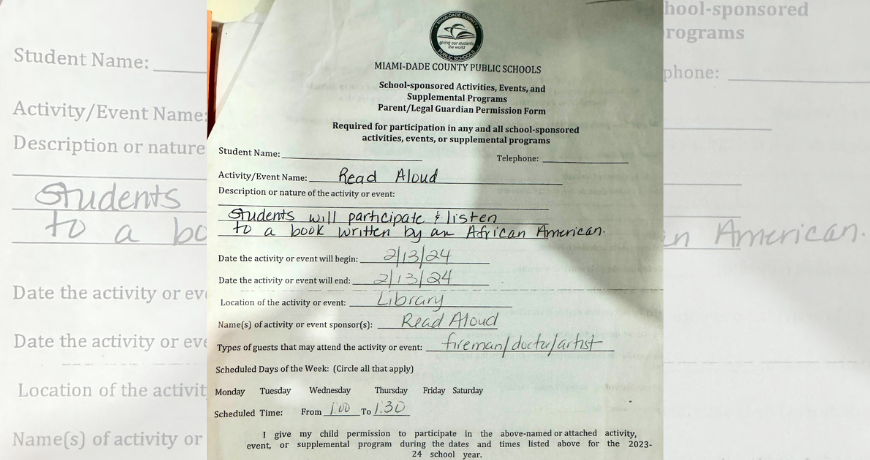 giving our students
the world
MIAMI-DADE COUNTY PUBLIC SCHOOLS
School-sponsored Activities, Events, and
Supplemental Programs
Parent/Legal Guardian Permission Form
Required for participation in any and all school-sponsored
activities, events, or supplemental programs
Student Name:
Telephone:
Activity/Event Name: Read Aloud
Description or nature of the activity or event:
Students will participate & listen
to a book written by an African American.
Date the activity or event will begin: 2/13/24
Date the activity or event will end: 2/13/24
Location of the activity or event: Library
Name(s) of activity or event sponsor(s): Read Aloud
Types of guests that may attend the activity or event: fireman/doctor/artist
Scheduled Days of the Week: (Circle all that apply)
Monday Tuesday Wednesday Thursday Friday Saturday
Scheduled Time: From 1:00 To 1:30
I give my child permission to participate in the above-named or attached activity,
event, or supplemental program during the dates and times listed above for the 2023-
24 school year.
Student Name:
Activity/Event Name:
Description or nature
Students
to a bo
Date the activity or eve
Date the activity or eve
Location of the activit
Name(s) of activity or
hool-sponsored
rograms
phone:
n American.